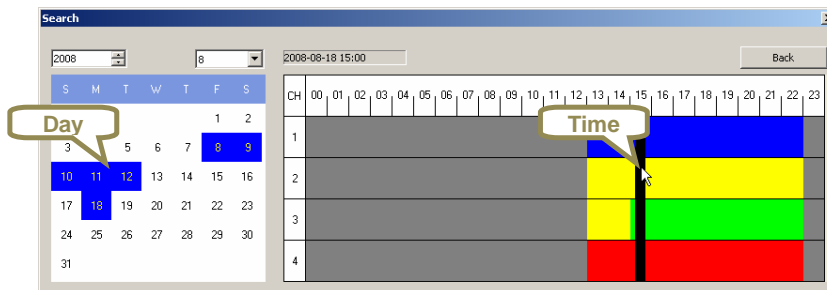 Search
2008
8
2008-08-18 15:00
Back
S M T W T F S
CH 00 01 02 03 04 05 06 07 08 09 10 11 12 13 14 15 16 17 18 19 20 21 22 23
Day
Time
1 2
1
3 5 6 7 8 9
10 11 12 13 14 15 16
2
17 18 19 20 21 22 23
3
24 25 26 27 28 29 30
31
4